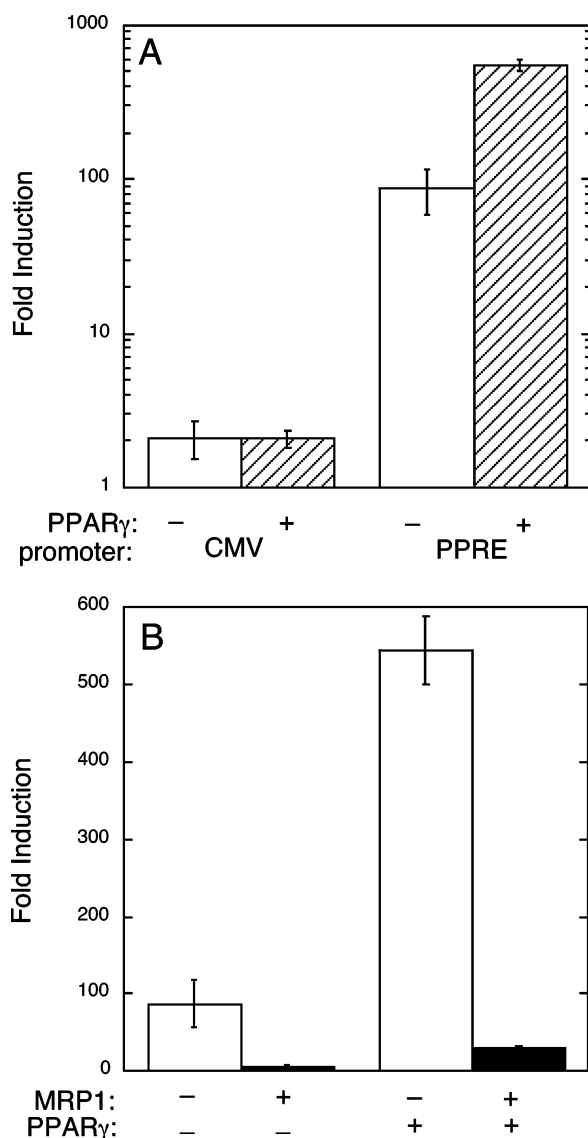 A
1000
100
10
1
Fold Induction
PPARγ: – + – +
promoter: CMV PPRE
B
600
500
400
300
200
100
0
Fold Induction
MRP1: – + – +
PPARγ: – – + +